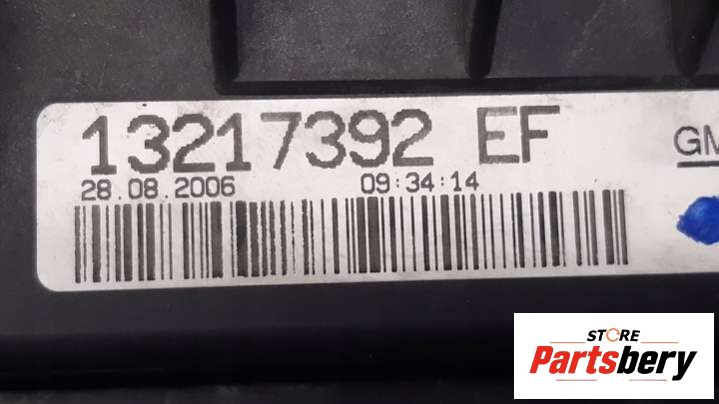 13217392 EF
GM
28.08.2006 09:34:14
STORE
Partsbery